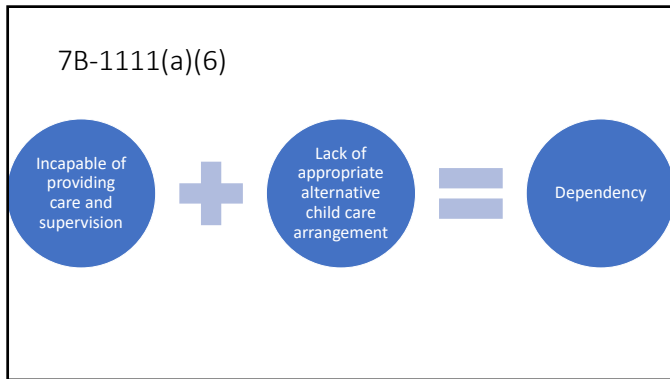 7B-1111(a)(6)
Incapable of
providing
care and
supervision
Lack of
appropriate
alternative
child care
arrangement
Dependency